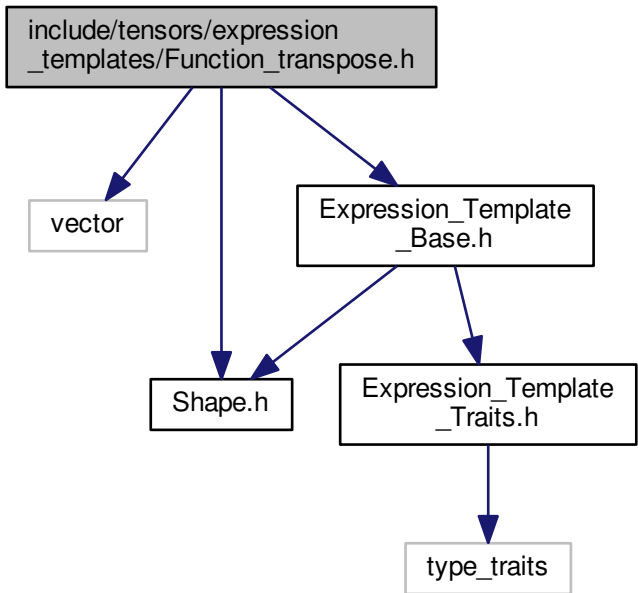 include/tensors/expression
_templates/Function_transpose.h
vector
Expression_Template
_Base.h
Shape.h
Expression_Template
_Traits.h
type_traits